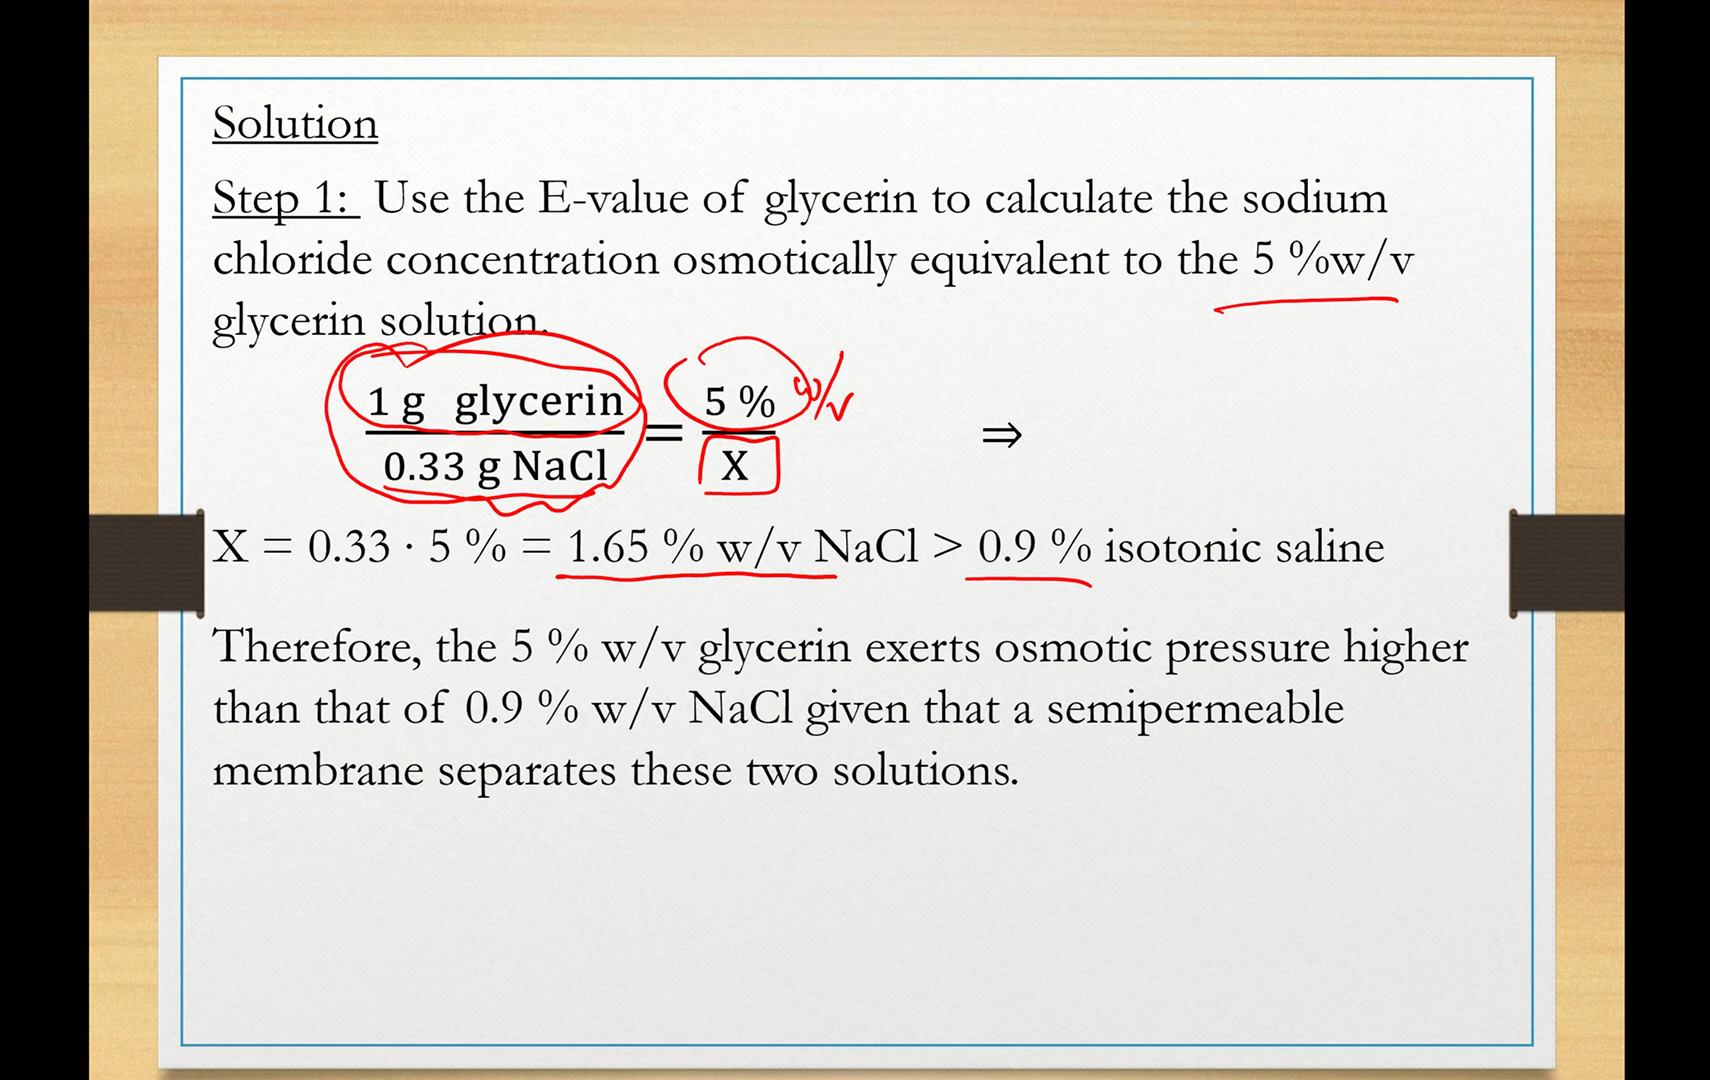 Solution
Step 1: Use the E-value of glycerin to calculate the sodium
chloride concentration osmotically equivalent to the 5 %w/v
glycerin solution.
1 g glycerin / 0.33 g NaCl = 5 % w/v / X ⇒
X = 0.33 · 5 % = 1.65 % w/v NaCl > 0.9 % isotonic saline
Therefore, the 5 % w/v glycerin exerts osmotic pressure higher
than that of 0.9 % w/v NaCl given that a semipermeable
membrane separates these two solutions.